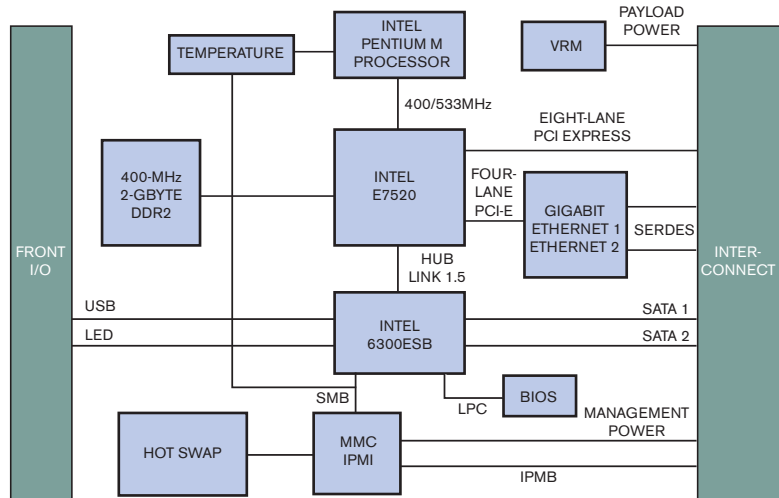 INTEL
PENTIUM M
PROCESSOR
TEMPERATURE
VRM
PAYLOAD
POWER
400/533MHz
EIGHT-LANE
PCI EXPRESS
400-MHz
2-GBYTE
DDR2
INTEL
E7520
FOUR-
LANE
PCI-E
GIGABIT
ETHERNET 1
ETHERNET 2
SERDES
FRONT
I/O
INTER-
CONNECT
HUB
LINK 1.5
USB
LED
INTEL
6300ESB
SATA 1
SATA 2
SMB
LPC
BIOS
HOT SWAP
MMC
IPMI
MANAGEMENT
POWER
IPMB